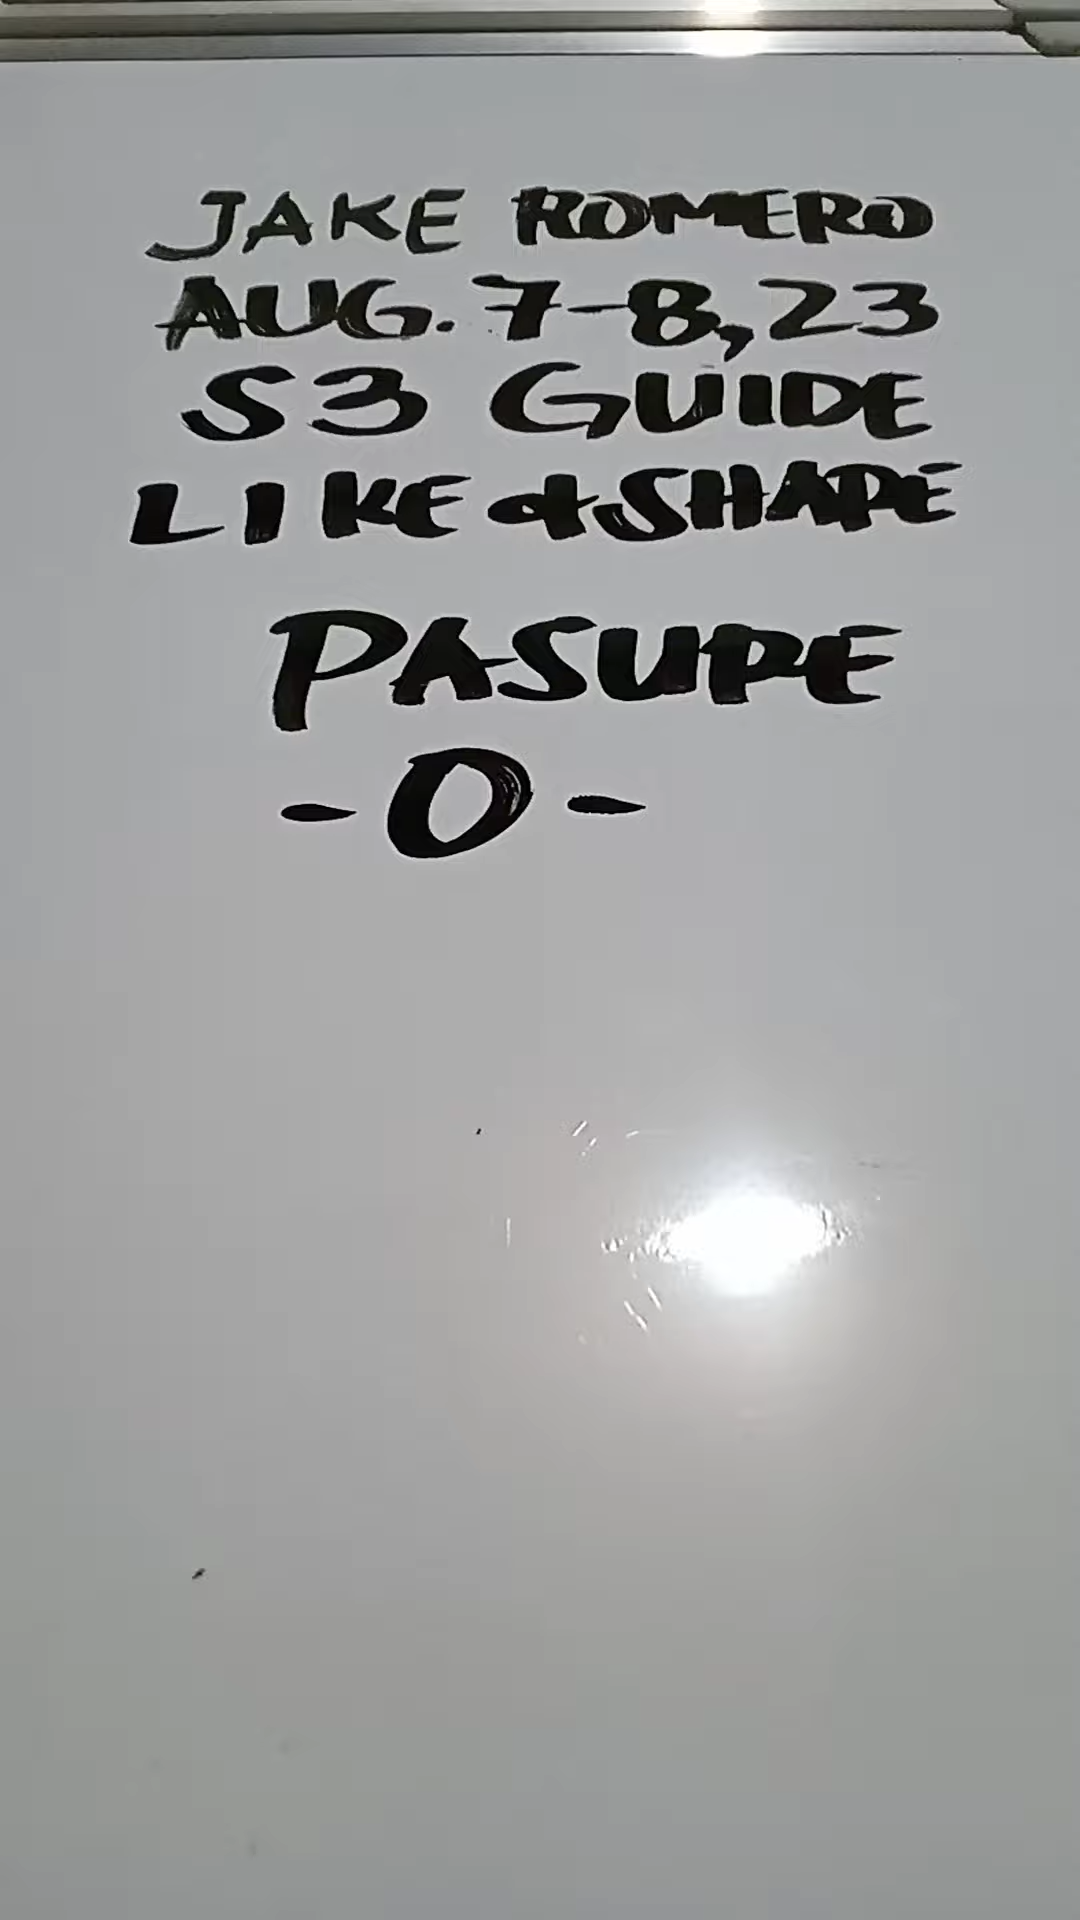 JAKE ROMERO
AUG. 7-8, 23
S3 GUIDE
LIKE & SHARE
PASURE
-0-